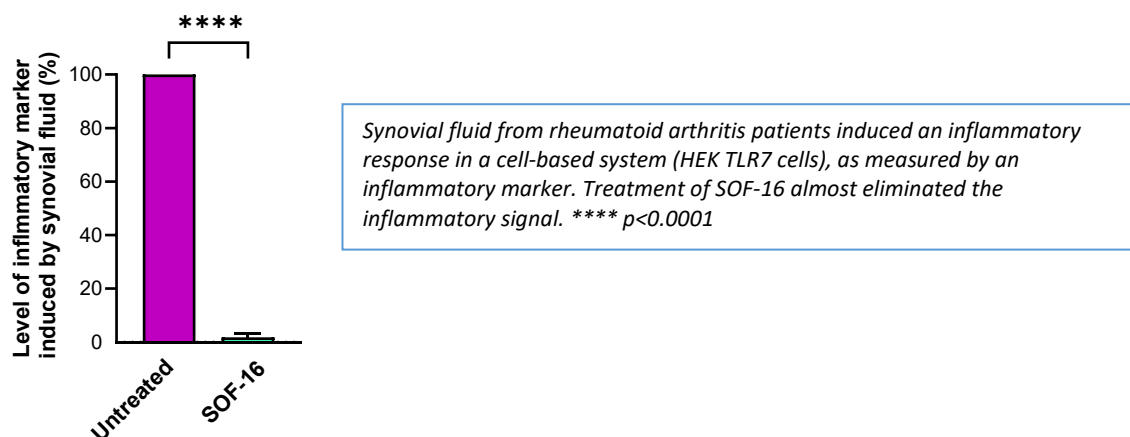 ****
Level of inflmmatory marker
induced by synovial fluid (%)
100
80
60
40
20
0
Untreated
SOF-16
Synovial fluid from rheumatoid arthritis patients induced an inflammatory
response in a cell-based system (HEK TLR7 cells), as measured by an
inflammatory marker. Treatment of SOF-16 almost eliminated the
inflammatory signal. **** p<0.0001